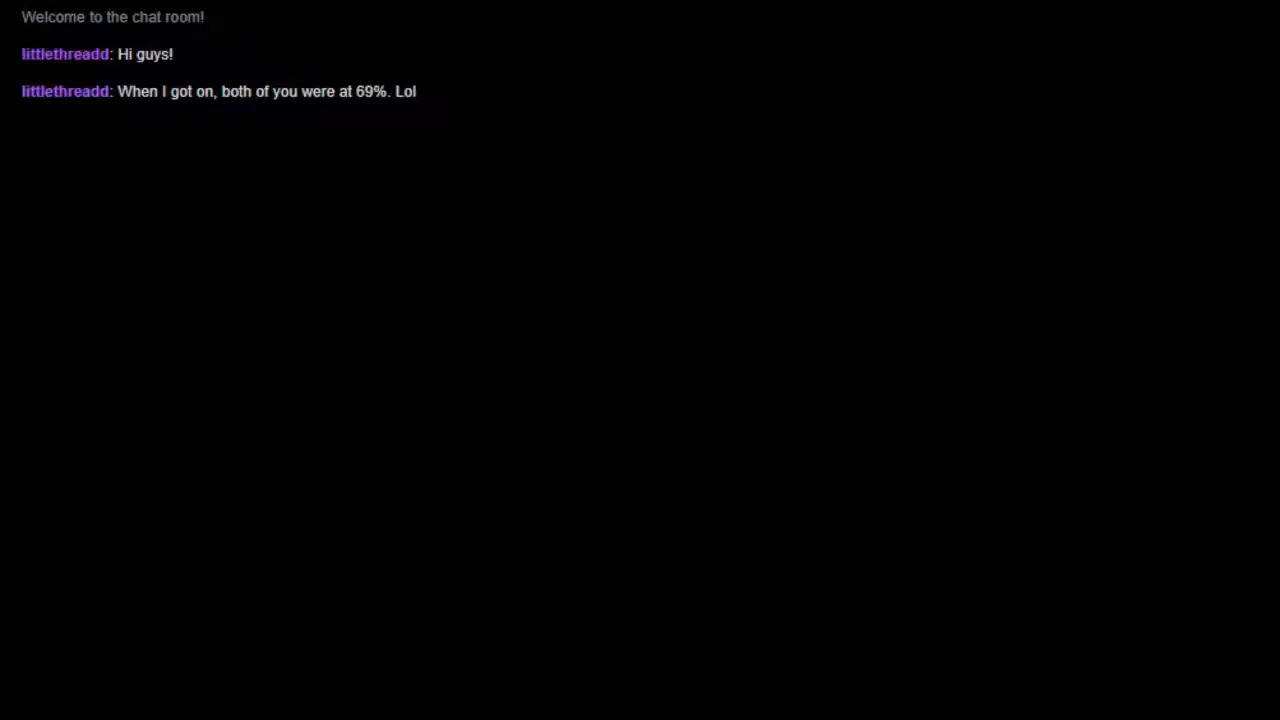 Welcome to the chat room!
littlethreadd: Hi guys!
littlethreadd: When I got on, both of you were at 69%. Lol